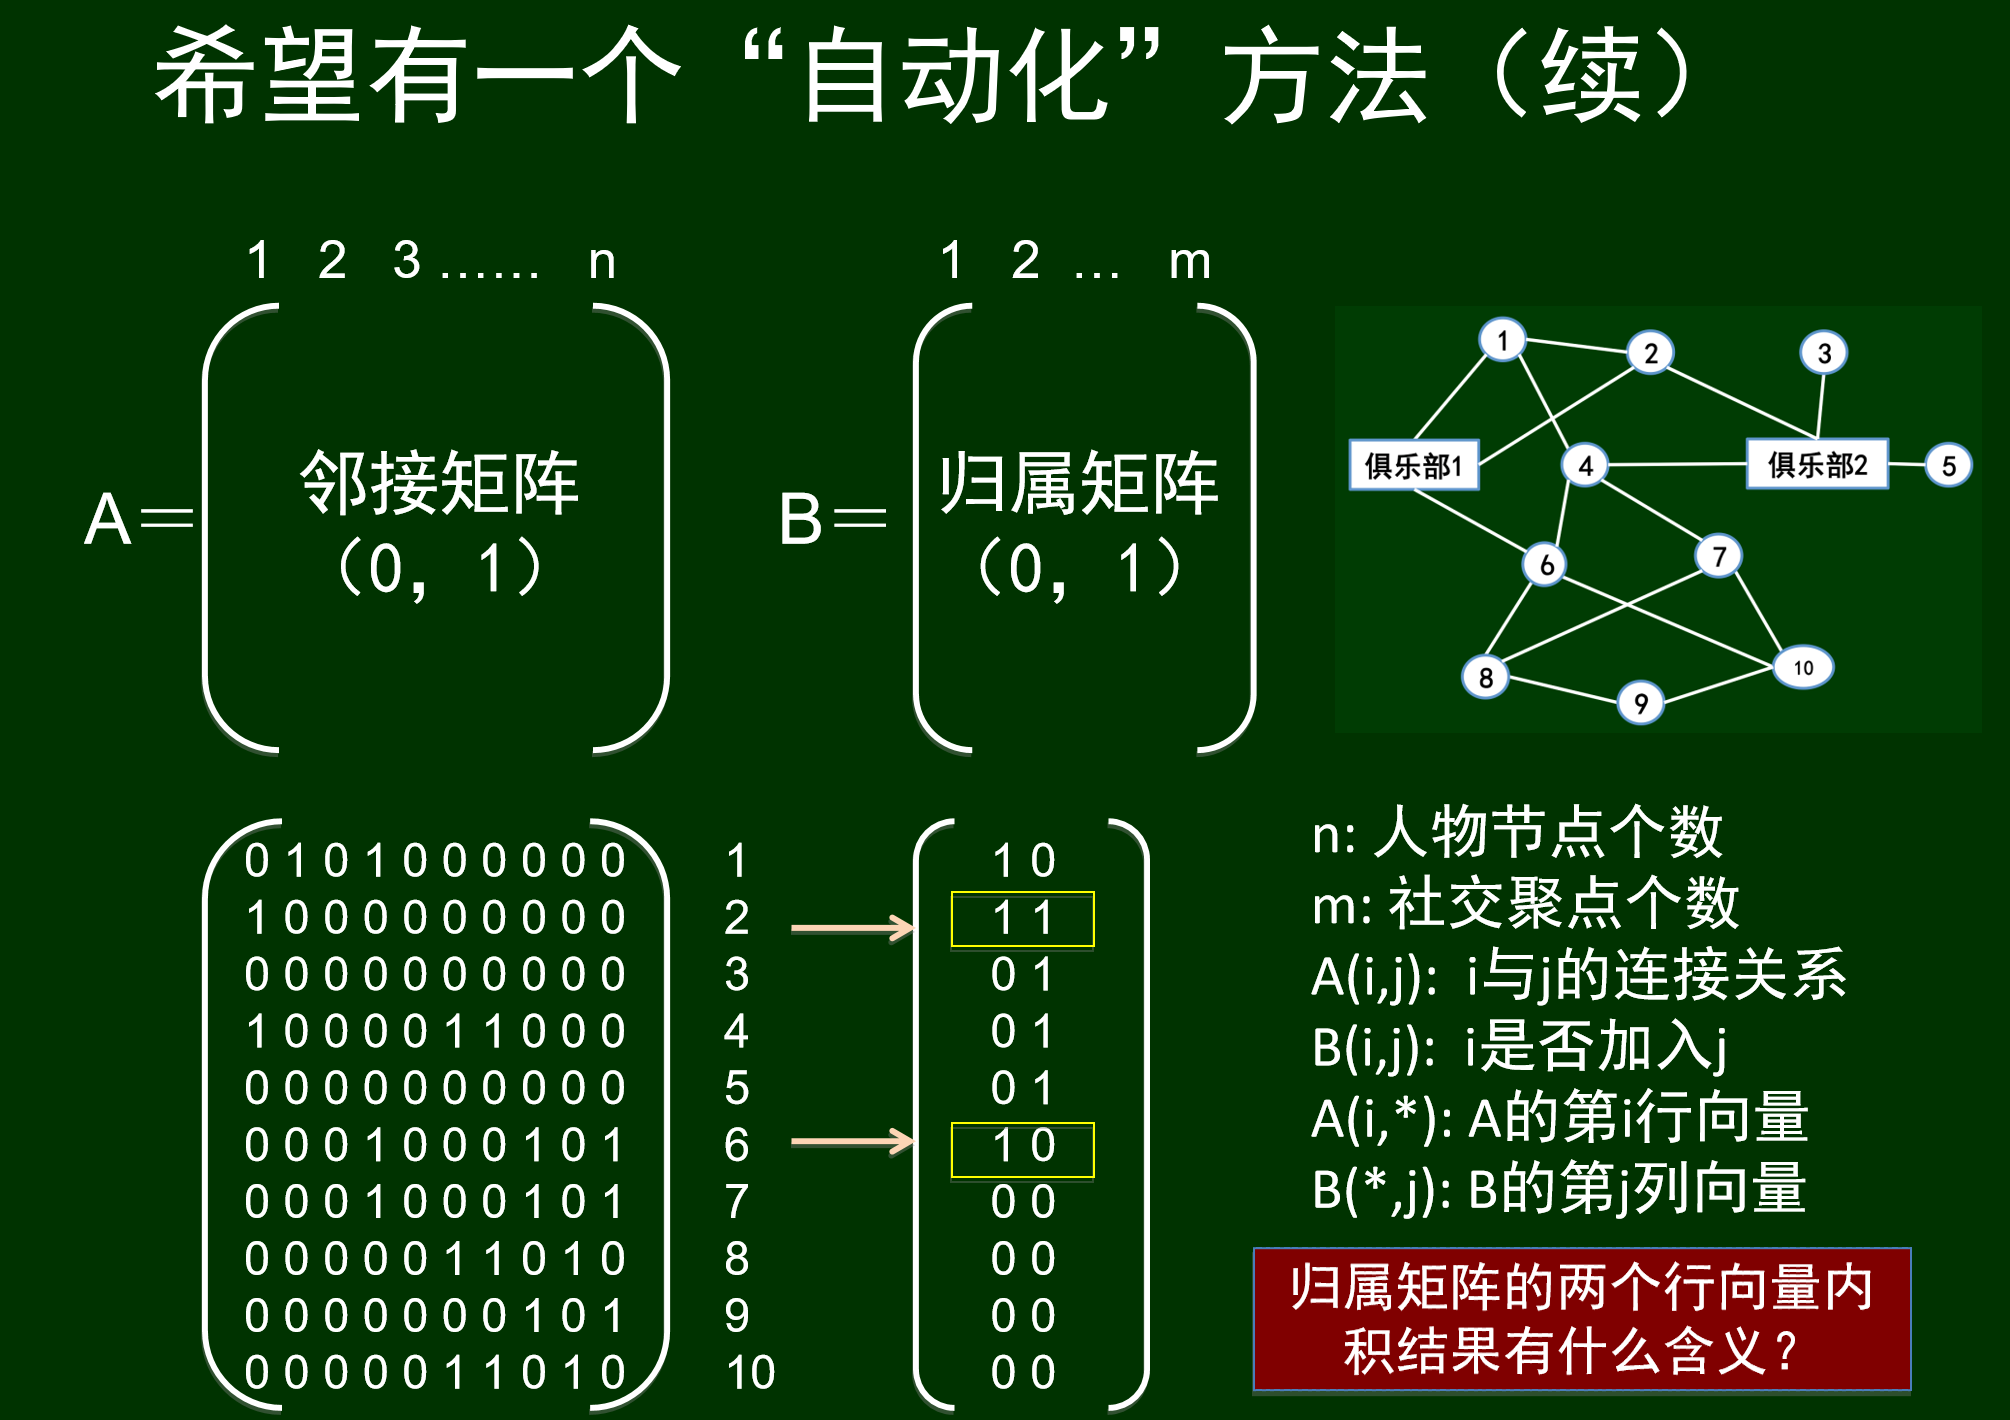 希望有一个“自动化”方法（续）
1 2 3 …… n
A＝
邻接矩阵
（0，1）
1 2 … m
B＝
归属矩阵
（0，1）
1
2
3
俱乐部1
4
俱乐部2
5
6
7
8
9
10
0 1 0 1 0 0 0 0 0 0
1 0 0 0 0 0 0 0 0 0
0 0 0 0 0 0 0 0 0 0
1 0 0 0 0 1 1 0 0 0
0 0 0 0 0 0 0 0 0 0
0 0 0 1 0 0 0 1 0 1
0 0 0 1 0 0 0 1 0 1
0 0 0 0 0 1 1 0 1 0
0 0 0 0 0 0 0 1 0 1
0 0 0 0 0 1 1 0 1 0
1
2
3
4
5
6
7
8
9
10
1 0
1 1
0 1
0 1
0 1
1 0
0 0
0 0
0 0
0 0
n: 人物节点个数
m: 社交聚点个数
A(i,j): i与j的连接关系
B(i,j): i是否加入j
A(i,*): A的第i行向量
B(*,j): B的第j列向量
归属矩阵的两个行向量内
积结果有什么含义？